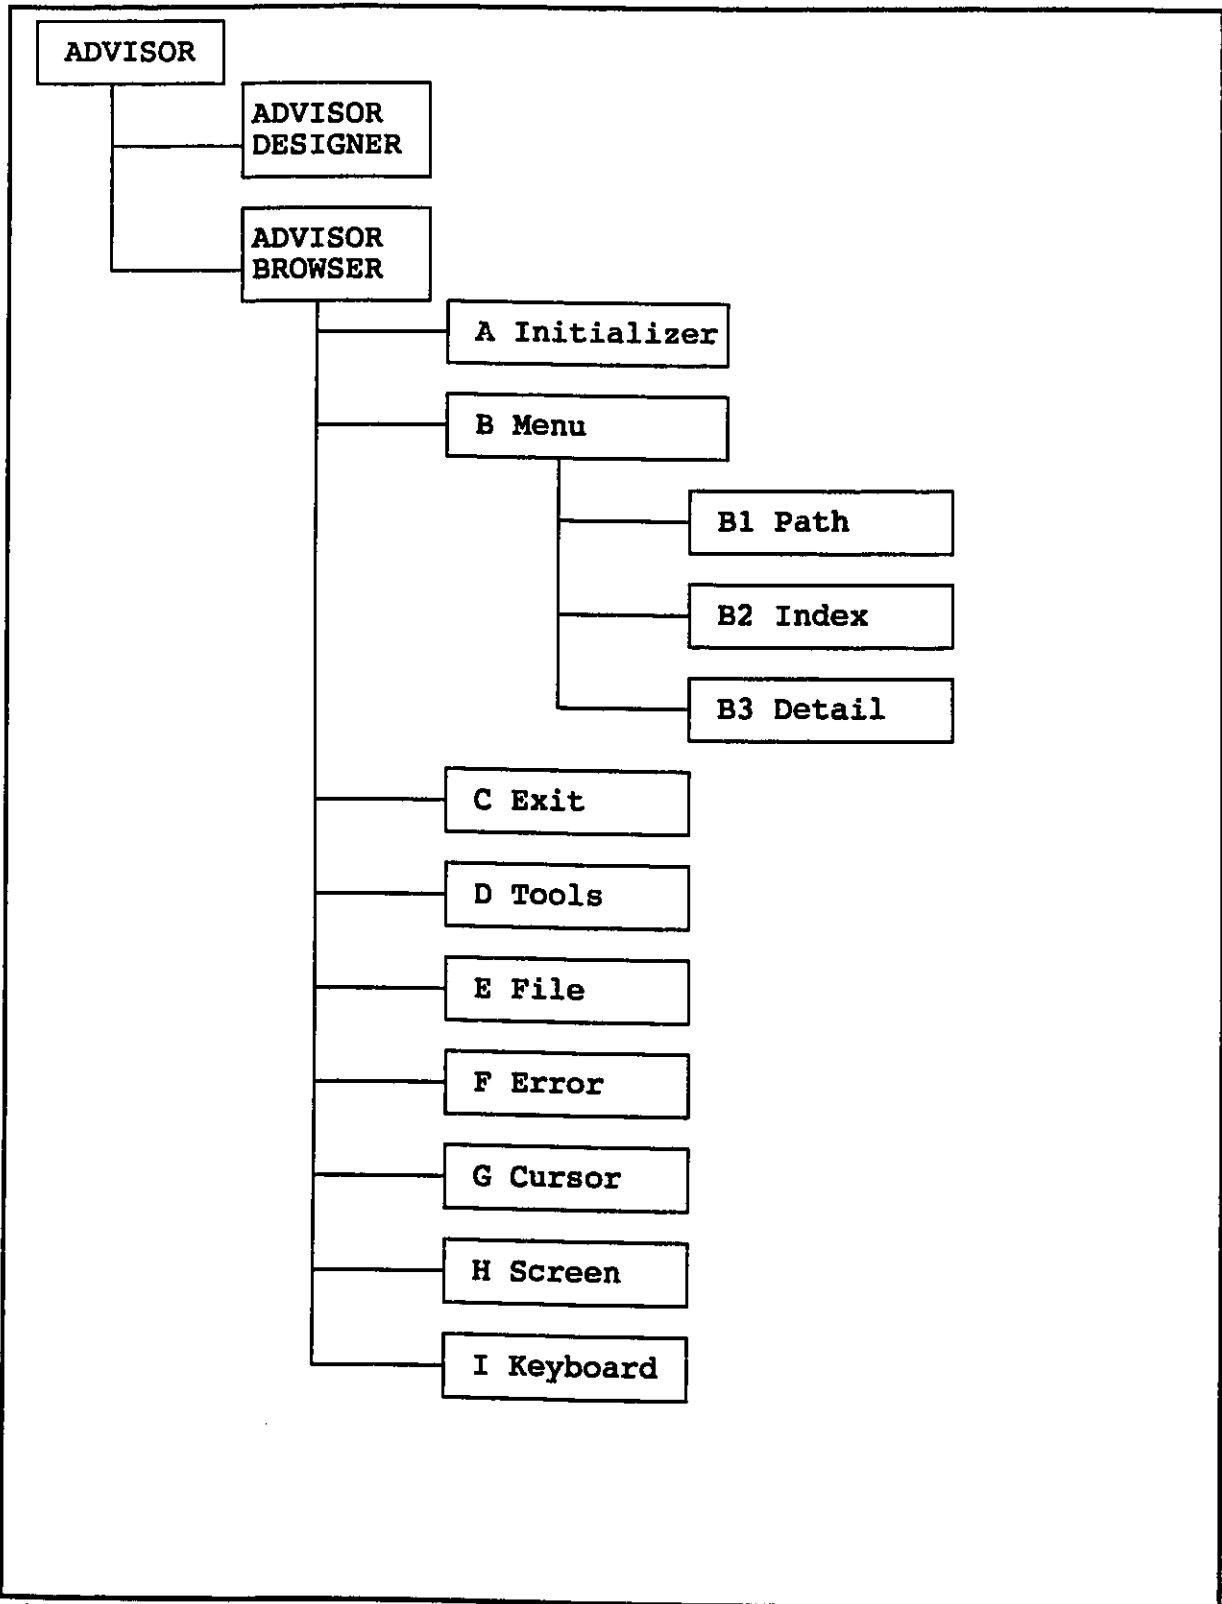 ADVISOR
ADVISOR
DESIGNER
ADVISOR
BROWSER
A Initializer
B Menu
B1 Path
B2 Index
B3 Detail
C Exit
D Tools
E File
F Error
G Cursor
H Screen
I Keyboard